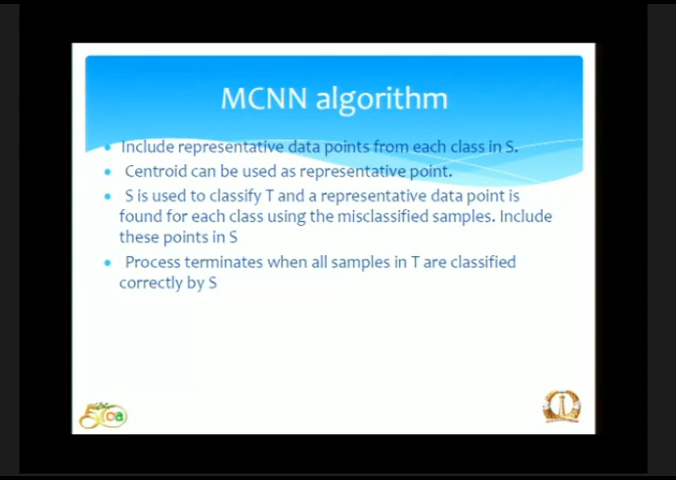 MCNN algorithm
Include representative data points from each class in S.
Centroid can be used as representative point.
S is used to classify T and a representative data point is
found for each class using the misclassified samples. Include
these points in S
Process terminates when all samples in T are classified
correctly by S